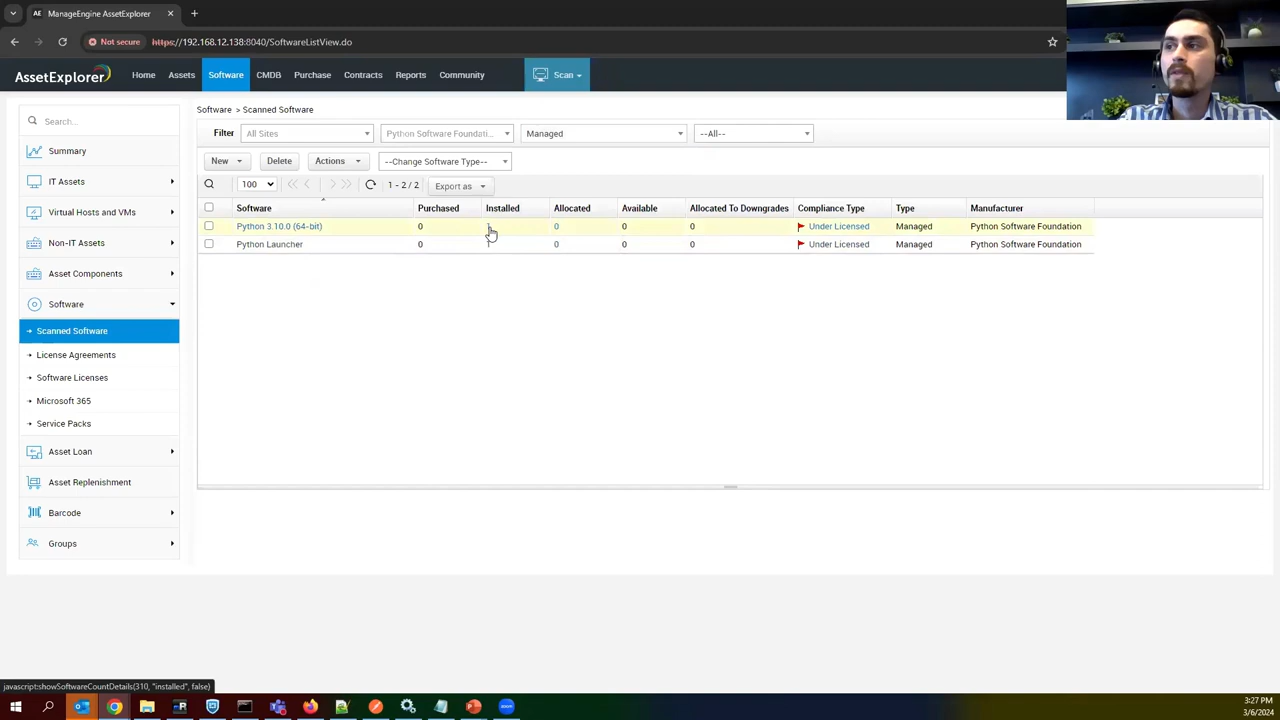 ManageEngine AssetExplorer
Not secure
https://192.168.12.138:8040/SoftwareListView.do
AssetExplorer
Home
Assets
Software
CMDB
Purchase
Contracts
Reports
Community
Scan
Search...
Summary
IT Assets
Virtual Hosts and VMs
Non-IT Assets
Asset Components
Software
Scanned Software
License Agreements
Software Licenses
Microsoft 365
Service Packs
Asset Loan
Asset Replenishment
Barcode
Groups
Software > Scanned Software
Filter
All Sites
Python Software Foundati...
Managed
--All--
New
Delete
Actions
--Change Software Type--
100
1 - 2 / 2
Export as
Software Purchased Installed Allocated Available Allocated To Downgrades Compliance Type Type Manufacturer
Python 3.10.0 (64-bit) 0 0 0 0 Under Licensed Managed Python Software Foundation
Python Launcher 0 0 0 0 Under Licensed Managed Python Software Foundation
javascript:showSoftwareCountDetails(310, "installed", false)
3:27 PM
3/6/2024